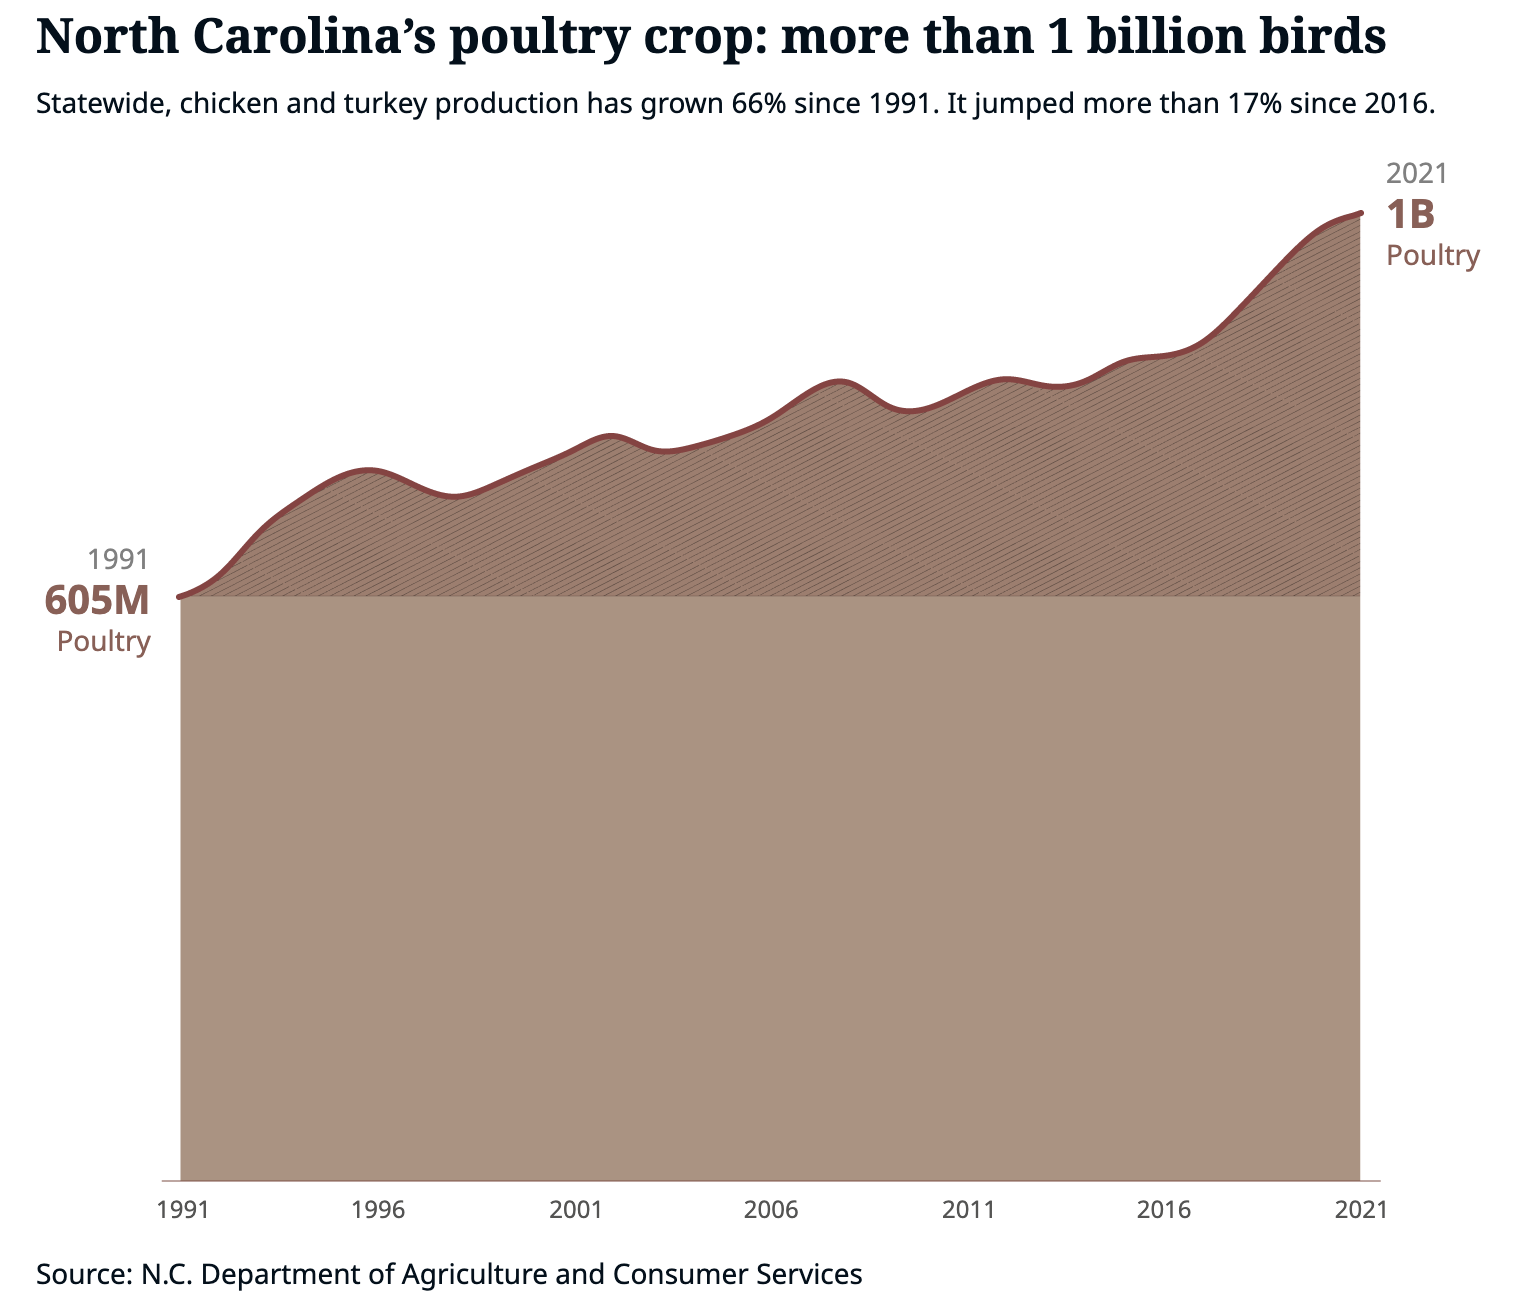 North Carolina’s poultry crop: more than 1 billion birds
Statewide, chicken and turkey production has grown 66% since 1991. It jumped more than 17% since 2016.
2021
1B
Poultry
1991
605M
Poultry
1991 1996 2001 2006 2011 2016 2021
Source: N.C. Department of Agriculture and Consumer Services